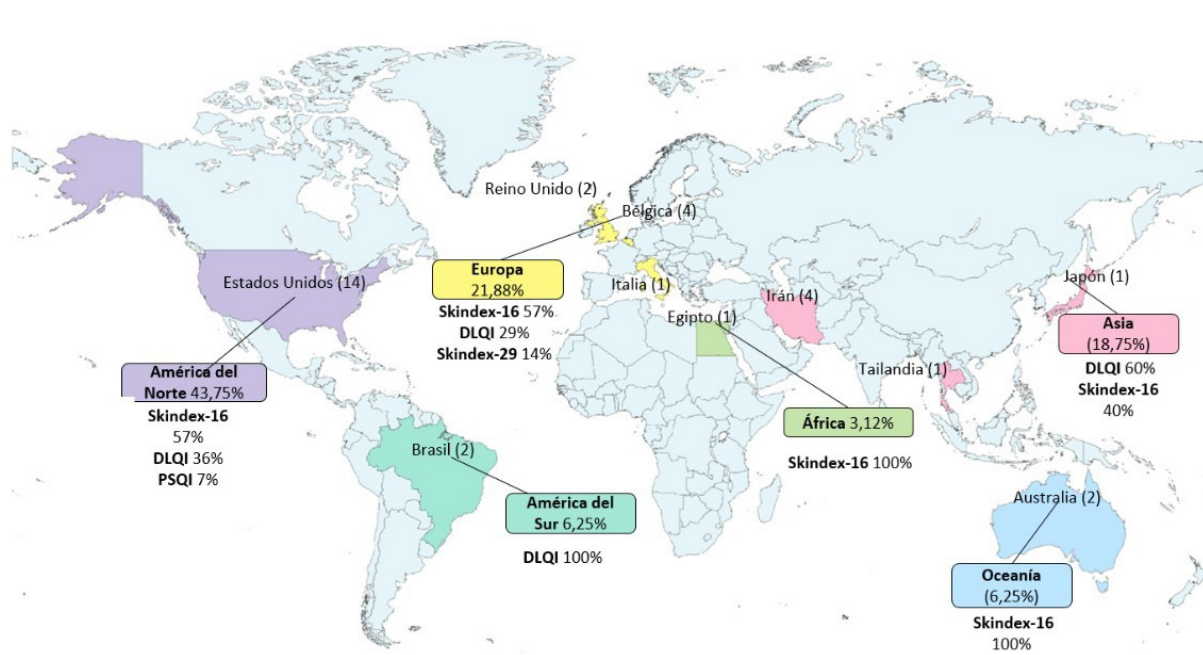 Reino Unido (2)
Bélgica (4)
Europa
21,88%
Italia (1)
Skindex-16 57%
DLQI 29%
Skindex-29 14%
Estados Unidos (14)
América del
Norte 43,75%
Skindex-16
57%
DLQI 36%
PSQI 7%
Brasil (2)
América del
Sur 6,25%
DLQI 100%
Egipto (1)
África 3,12%
Skindex-16 100%
Irán (4)
Japón (1)
Tailandia (1)
Asia
(18,75%)
DLQI 60%
Skindex-16
40%
Australia (2)
Oceanía
(6,25%)
Skindex-16
100%